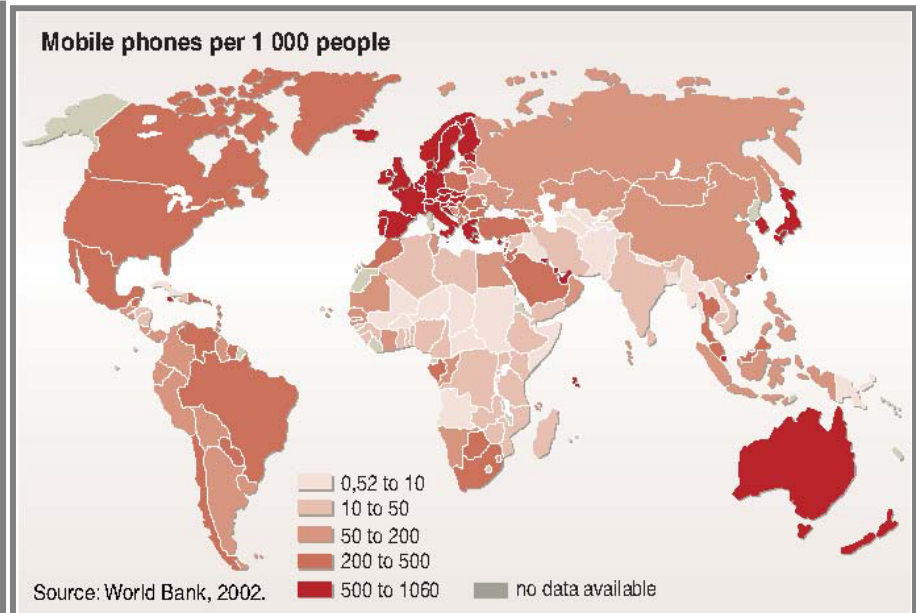 Mobile phones per 1 000 people
0,52 to 10
10 to 50
50 to 200
200 to 500
Source: World Bank, 2002.
500 to 1060
no data available